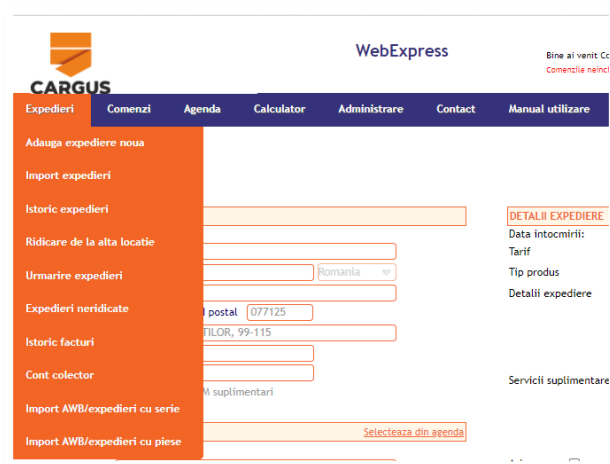 WebExpress
Bine ai venit
Comenzile
CARGUS
Expedieri Comenzi Agenda Calculator Administrare Contact Manual utilizare
Adauga expediere noua
Import expedieri
Istoric expedieri
DETALII EXPEDIERE
Data intocmirii:
Ridicare de la alta locatie
Tarif
Urmarire expedieri
Romania
Tip produs
Detalii expediere
Expedieri neridicate
postal 077125
TILOR, 99-115
Istoric facturi
Cont colector
Servicii suplimentare
suplimentari
Import AWB/expedieri cu serie
Selecteaza din agenda
Import AWB/expedieri cu piese